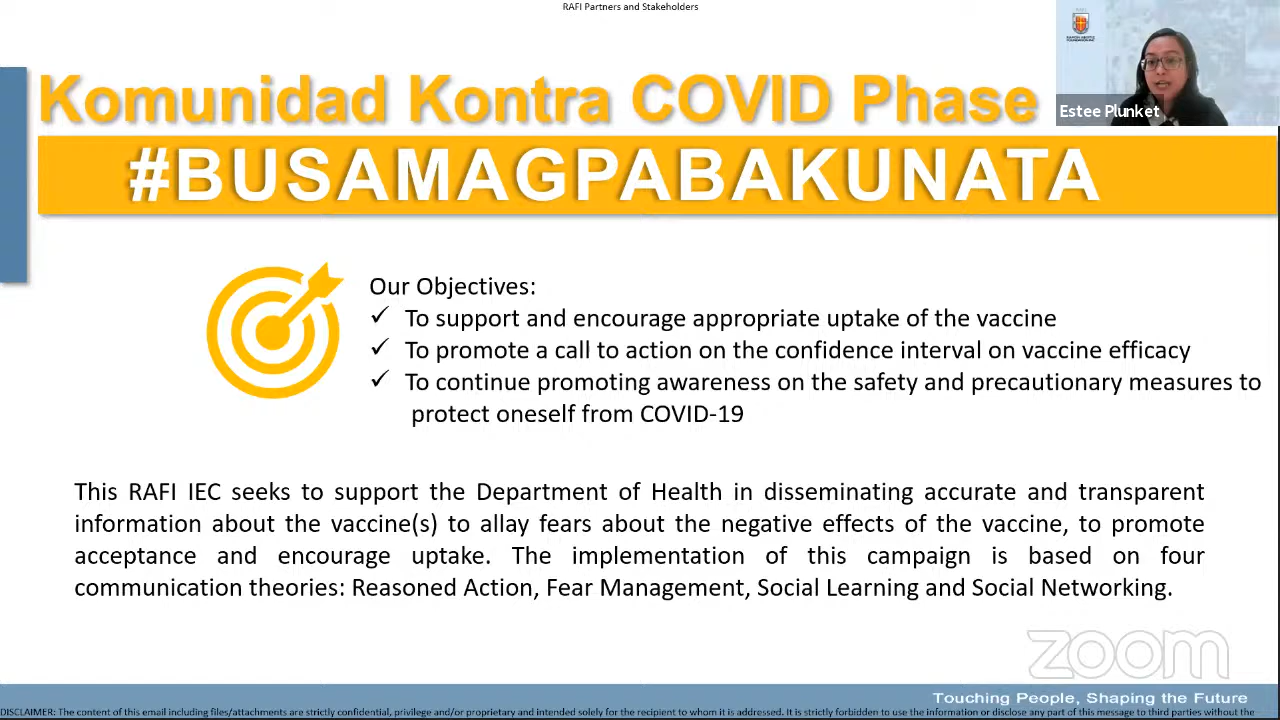 RAFI Partners and Stakeholders
Komunidad Kontra COVID Phase
Estee Plunket
#BUSAMAGPABAKUNATA
Our Objectives:
✓ To support and encourage appropriate uptake of the vaccine
✓ To promote a call to action on the confidence interval on vaccine efficacy
✓ To continue promoting awareness on the safety and precautionary measures to
protect oneself from COVID-19
This RAFI IEC seeks to support the Department of Health in disseminating accurate and transparent
information about the vaccine(s) to allay fears about the negative effects of the vaccine, to promote
acceptance and encourage uptake. The implementation of this campaign is based on four
communication theories: Reasoned Action, Fear Management, Social Learning and Social Networking.
zoom
Touching People, Shaping the Future
DISCLAIMER: The content of this email including files/attachments are strictly confidential, privilege and/or proprietary and intended solely for the recipient to whom it is addressed. It is strictly forbidden to use the information or disclose any part of this message to third parties without the